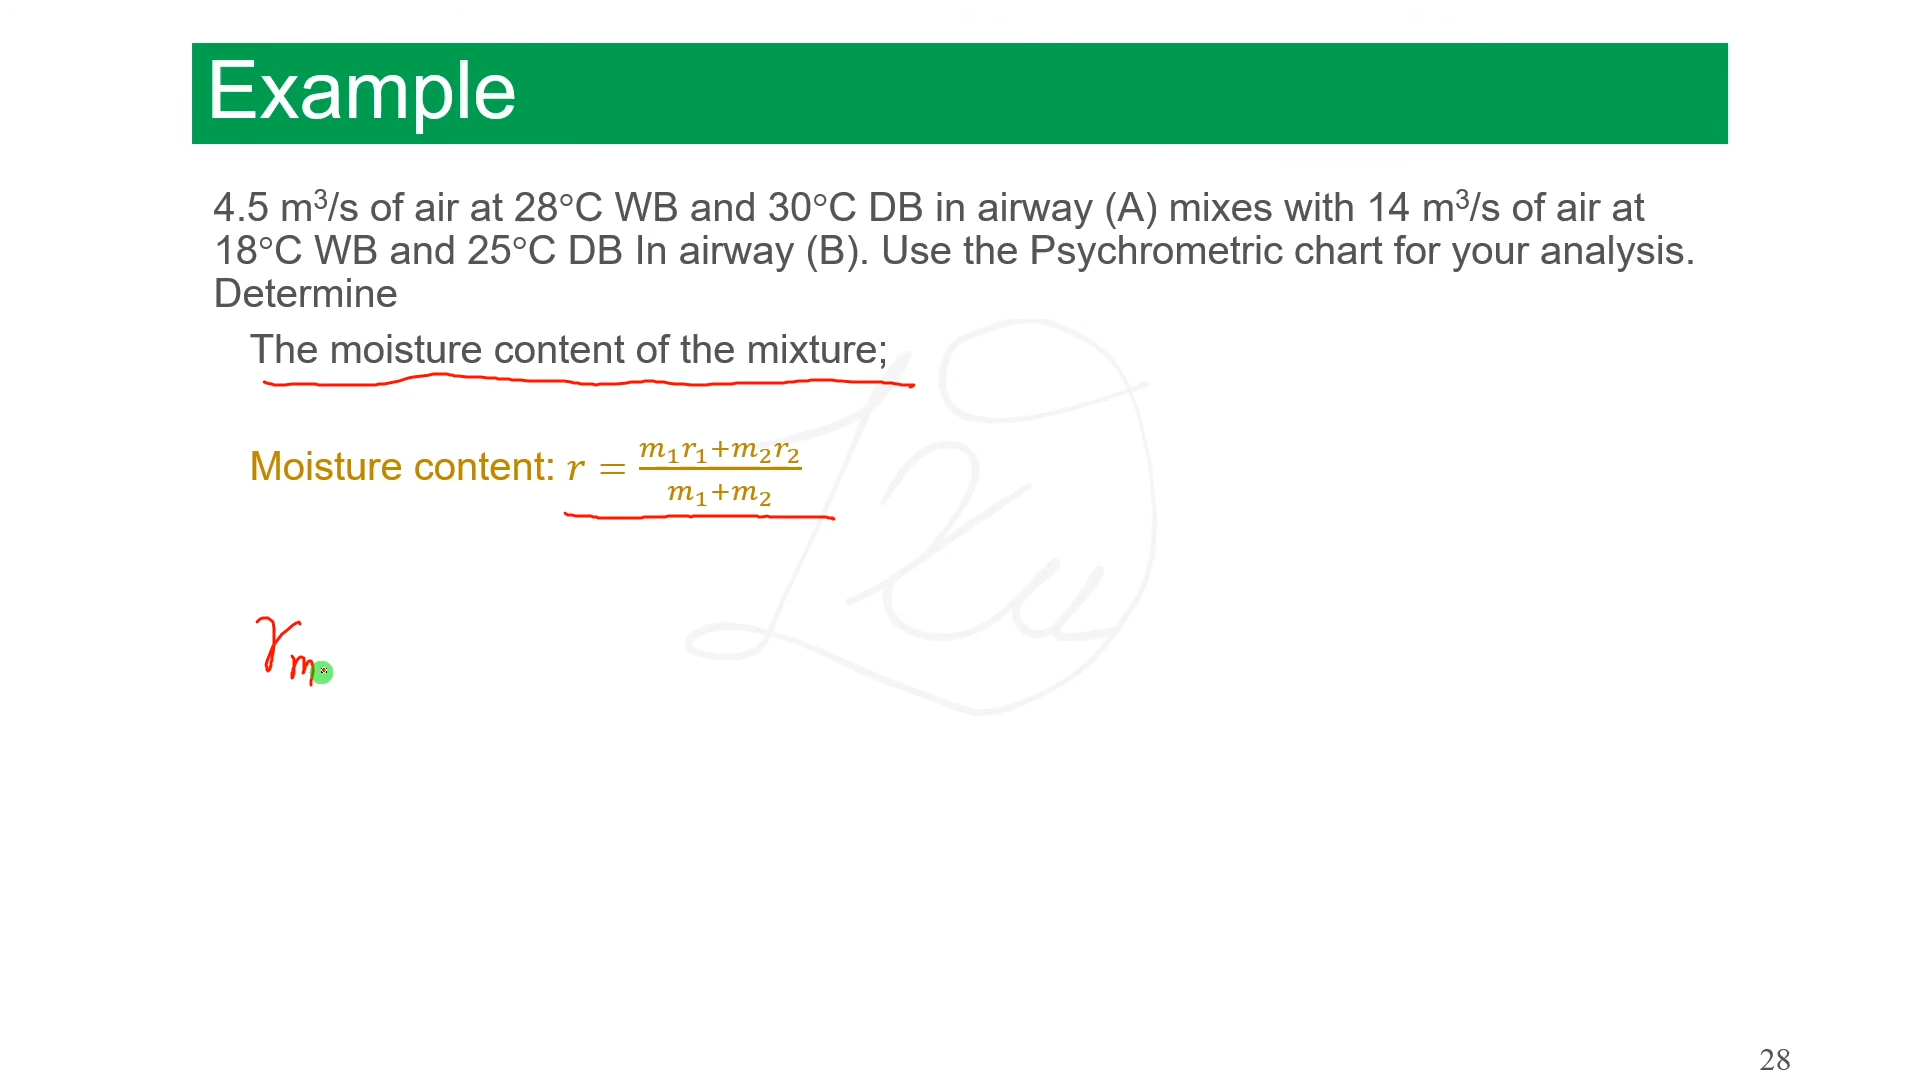 Example
4.5 m³/s of air at 28°C WB and 30°C DB in airway (A) mixes with 14 m³/s of air at
18°C WB and 25°C DB In airway (B). Use the Psychrometric chart for your analysis.
Determine
The moisture content of the mixture;
Moisture content: r = (m₁r₁+m₂r₂)/(m₁+m₂)
r m
28